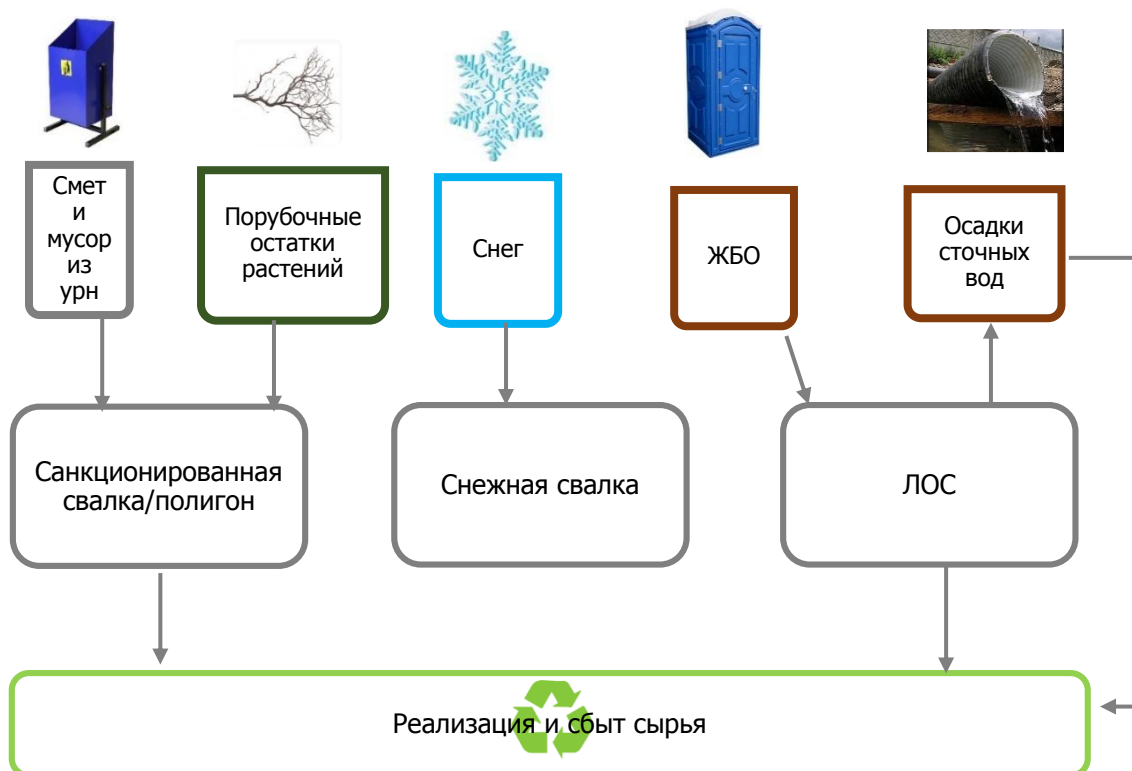 Смет
и
мусор
из
урн
Порубочные
остатки
растений
Снег
ЖБО
Осадки
сточных
вод
Санкционированная
свалка/полигон
Снежная свалка
ЛОС
Реализация и сбыт сырья